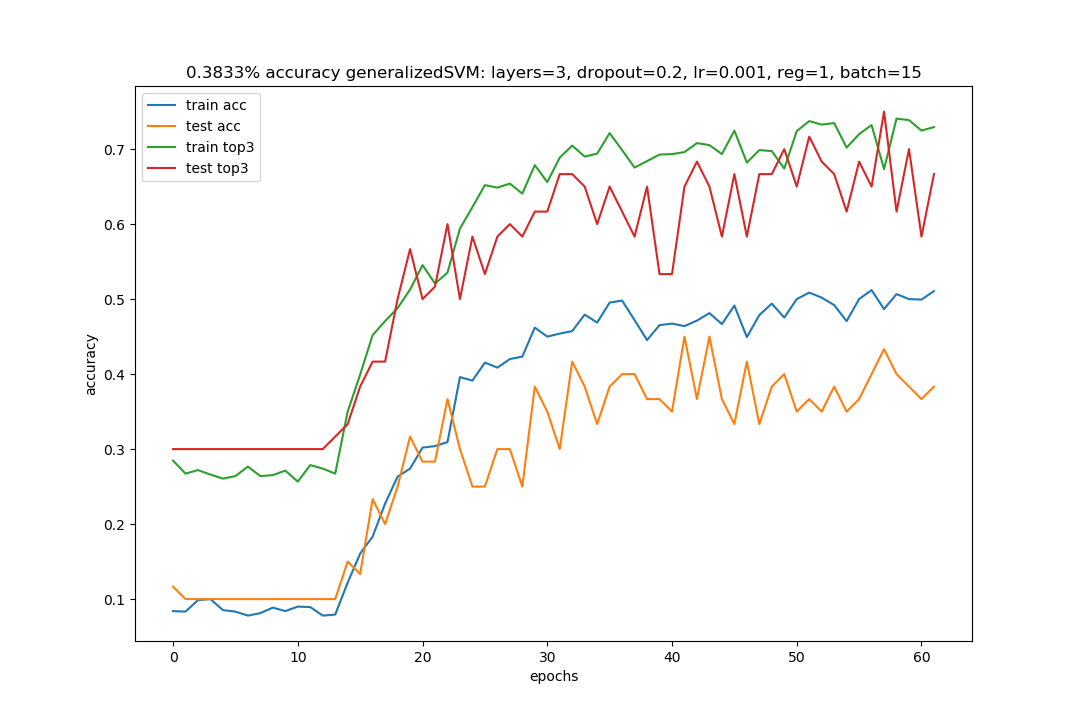 0.3833% accuracy generalizedSVM: layers=3, dropout=0.2, lr=0.001, reg=1, batch=15
train acc
test acc
train top3
test top3
0.7
0.6
0.5
0.4
0.3
0.2
0.1
accuracy
0 10 20 30 40 50 60
epochs